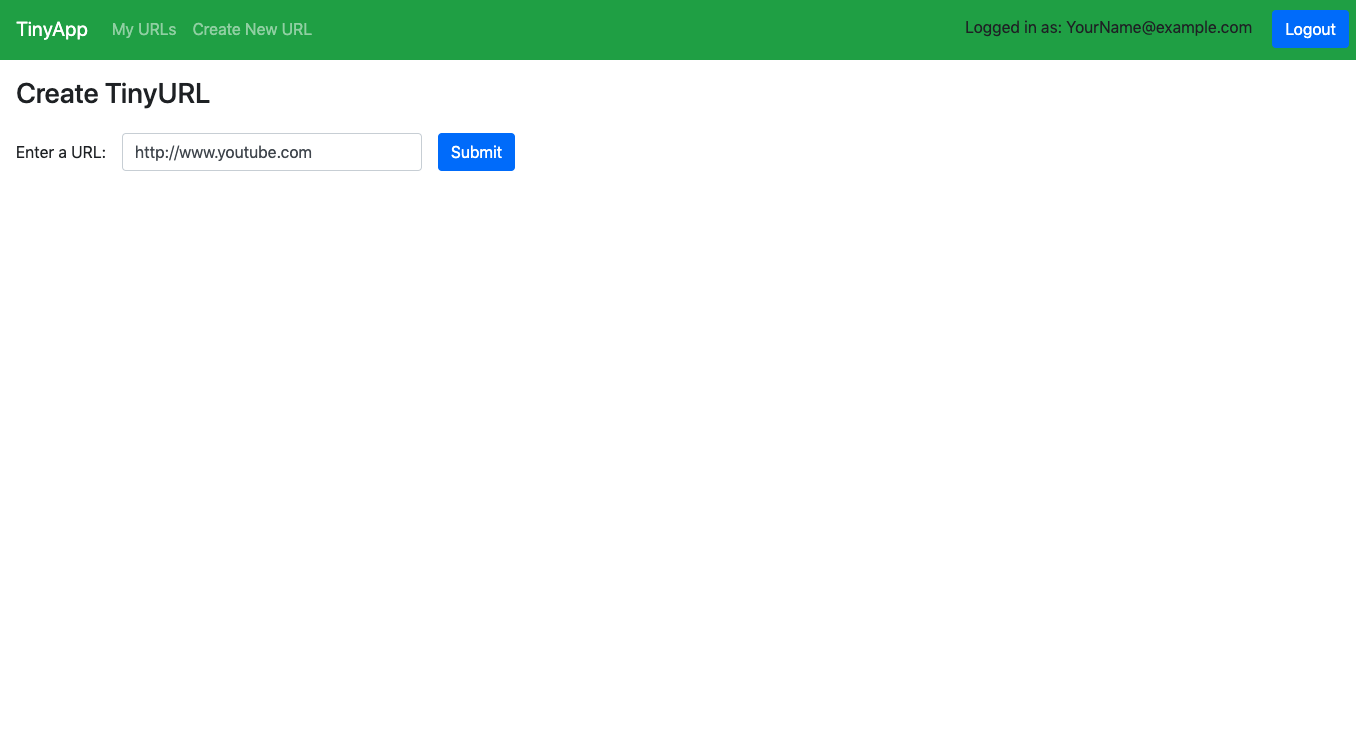 TinyApp My URLs Create New URL Logged in as: YourName@example.com Logout
Create TinyURL
Enter a URL: http://www.youtube.com Submit